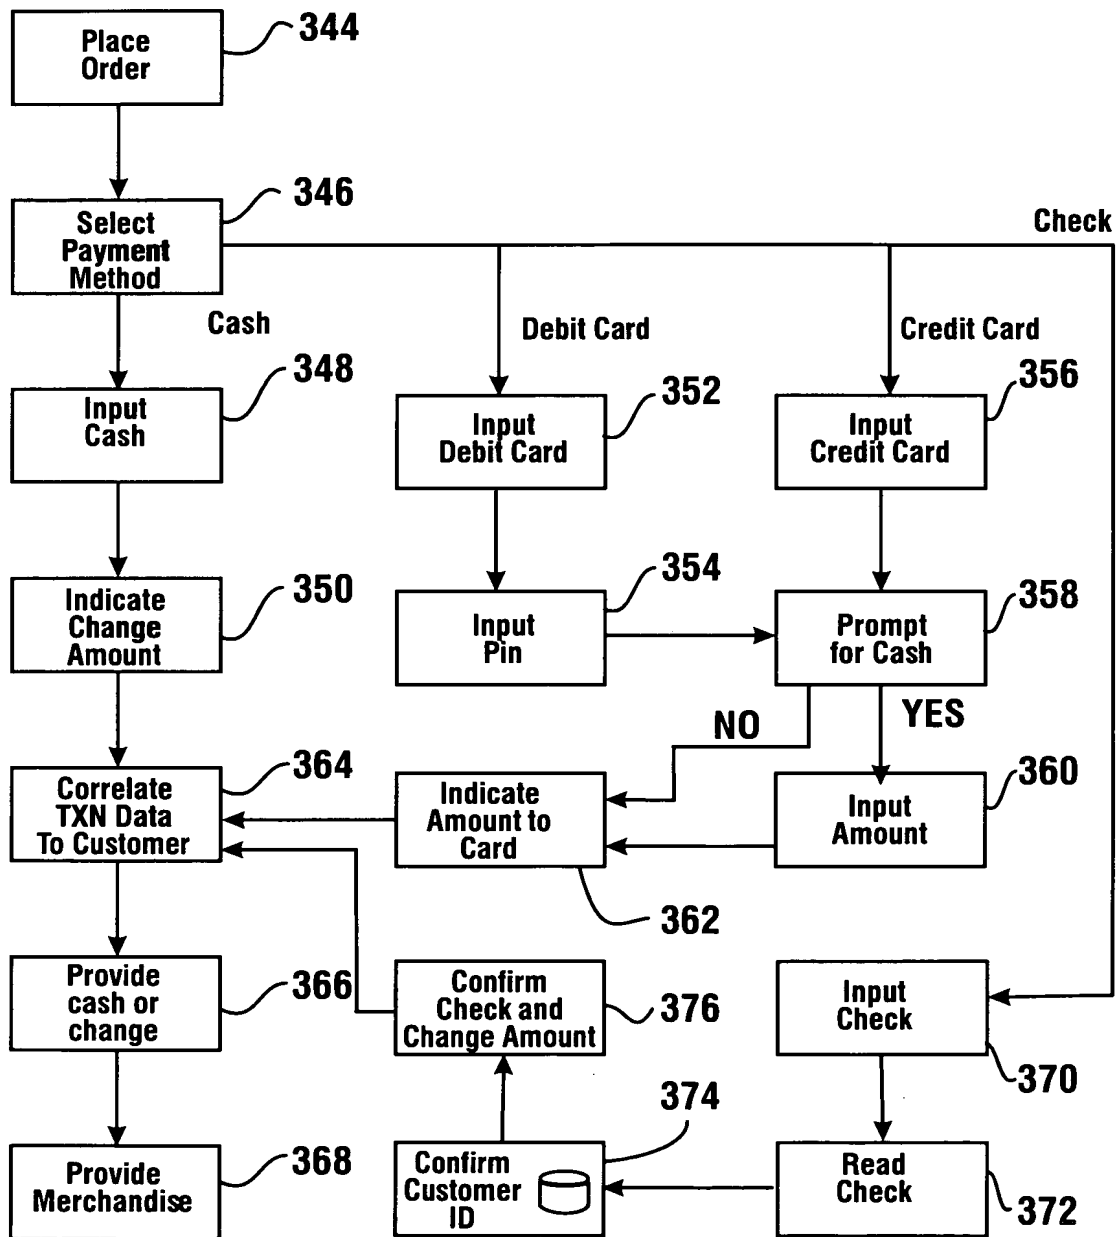 Place
Order
344
Select
Payment
Method
346
Check
Cash
Debit Card
Credit Card
Input
Cash
348
Input
Debit Card
352
Input
Credit Card
356
Indicate
Change
Amount
350
Input
Pin
354
Prompt
for Cash
358
NO
YES
Correlate
TXN Data
To Customer
364
Indicate
Amount to
Card
362
Input
Amount
360
Provide
cash or
change
366
Confirm
Check and
Change Amount
376
Input
Check
370
Provide
Merchandise
368
Confirm
Customer
ID
374
Read
Check
372